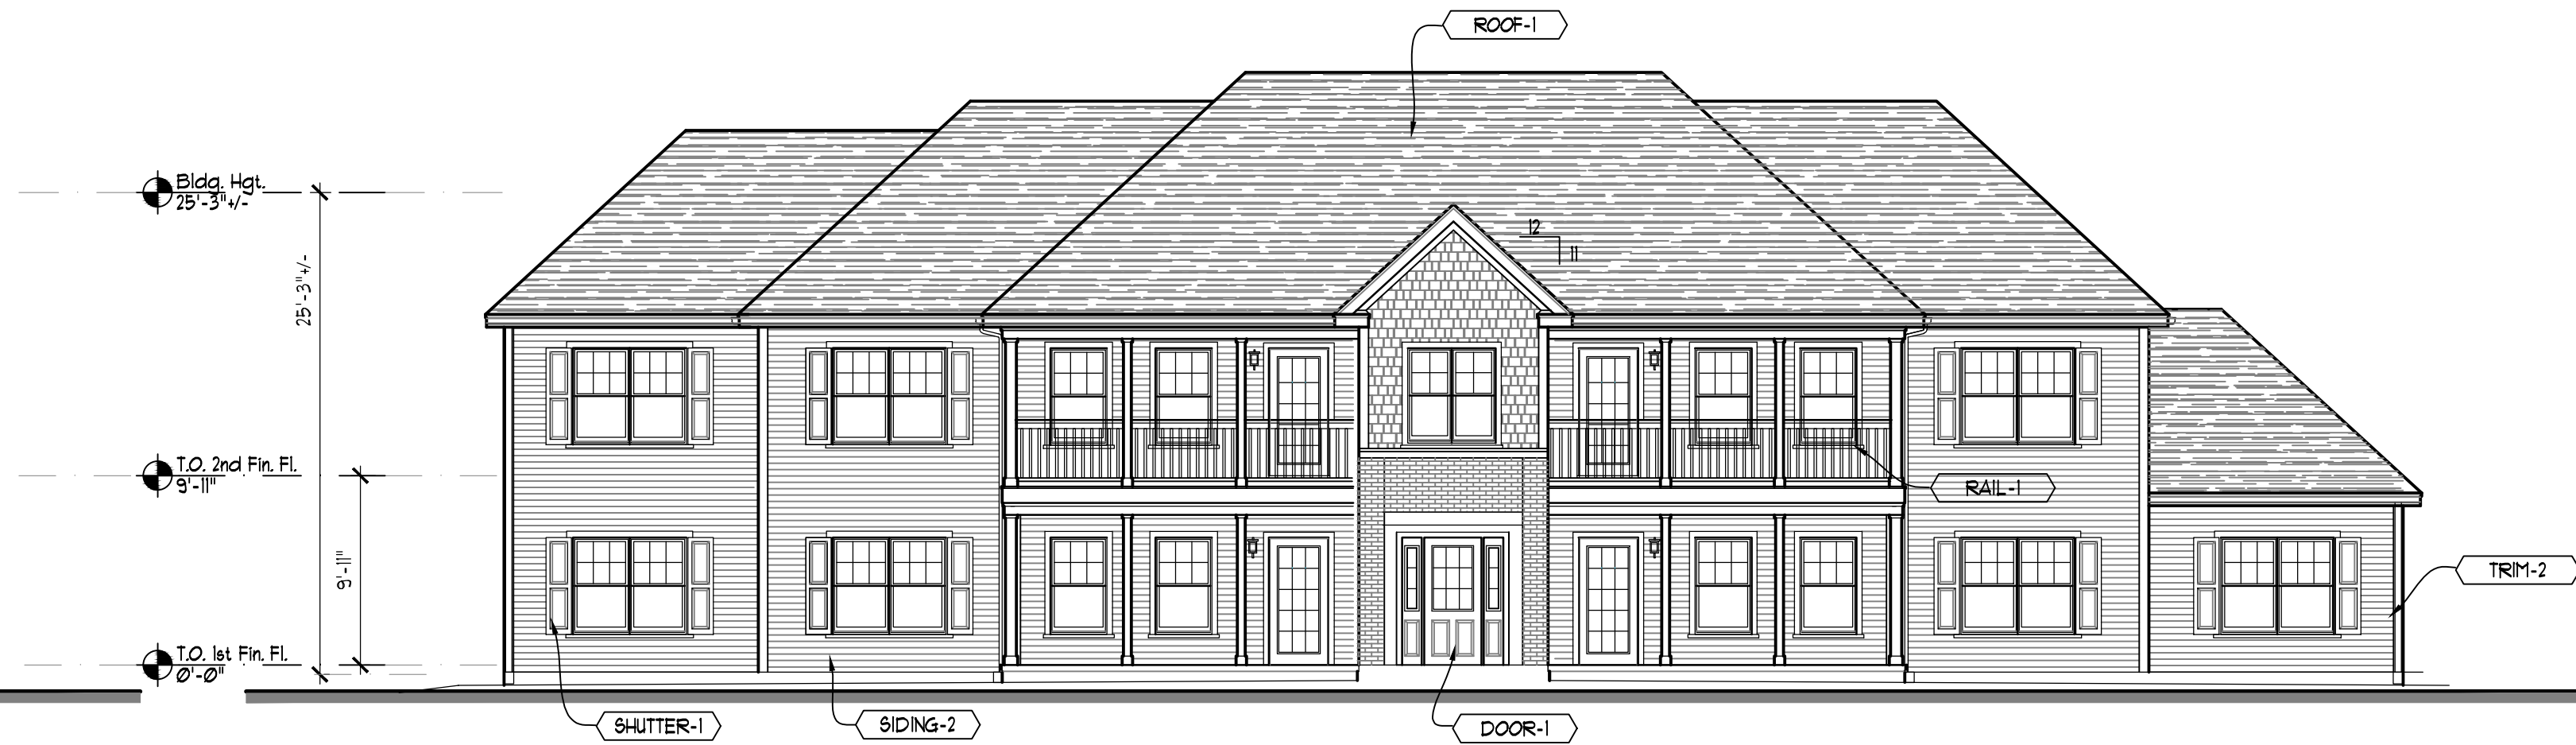 ROOF-1
Bldg. Hgt.
25'-3"+/-
12
11
25'-3"+/-
T.O. 2nd Fin. Fl.
9'-11"
RAIL-1
9'-11"
TRIM-2
T.O. 1st Fin. Fl.
0'-0"
SHUTTER-1
SIDING-2
DOOR-1